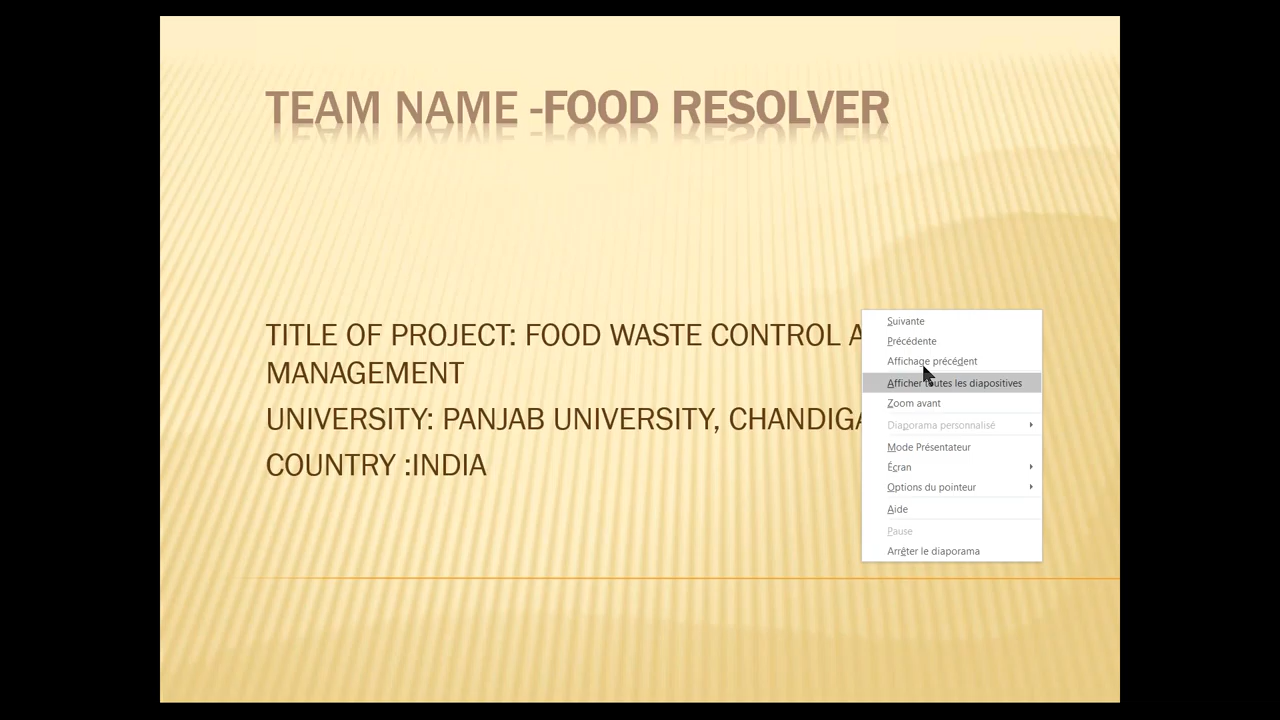 TEAM NAME -FOOD RESOLVER
TITLE OF PROJECT: FOOD WASTE CONTROL
MANAGEMENT
UNIVERSITY: PANJAB UNIVERSITY,
COUNTRY :INDIA
Suivante
Précédente
Affichage précédent
Afficher toutes les diapositives
Zoom avant
Diaporama personnalisé
Mode Présentateur
Écran
Options du pointeur
Aide
Pause
Arrêter le diaporama